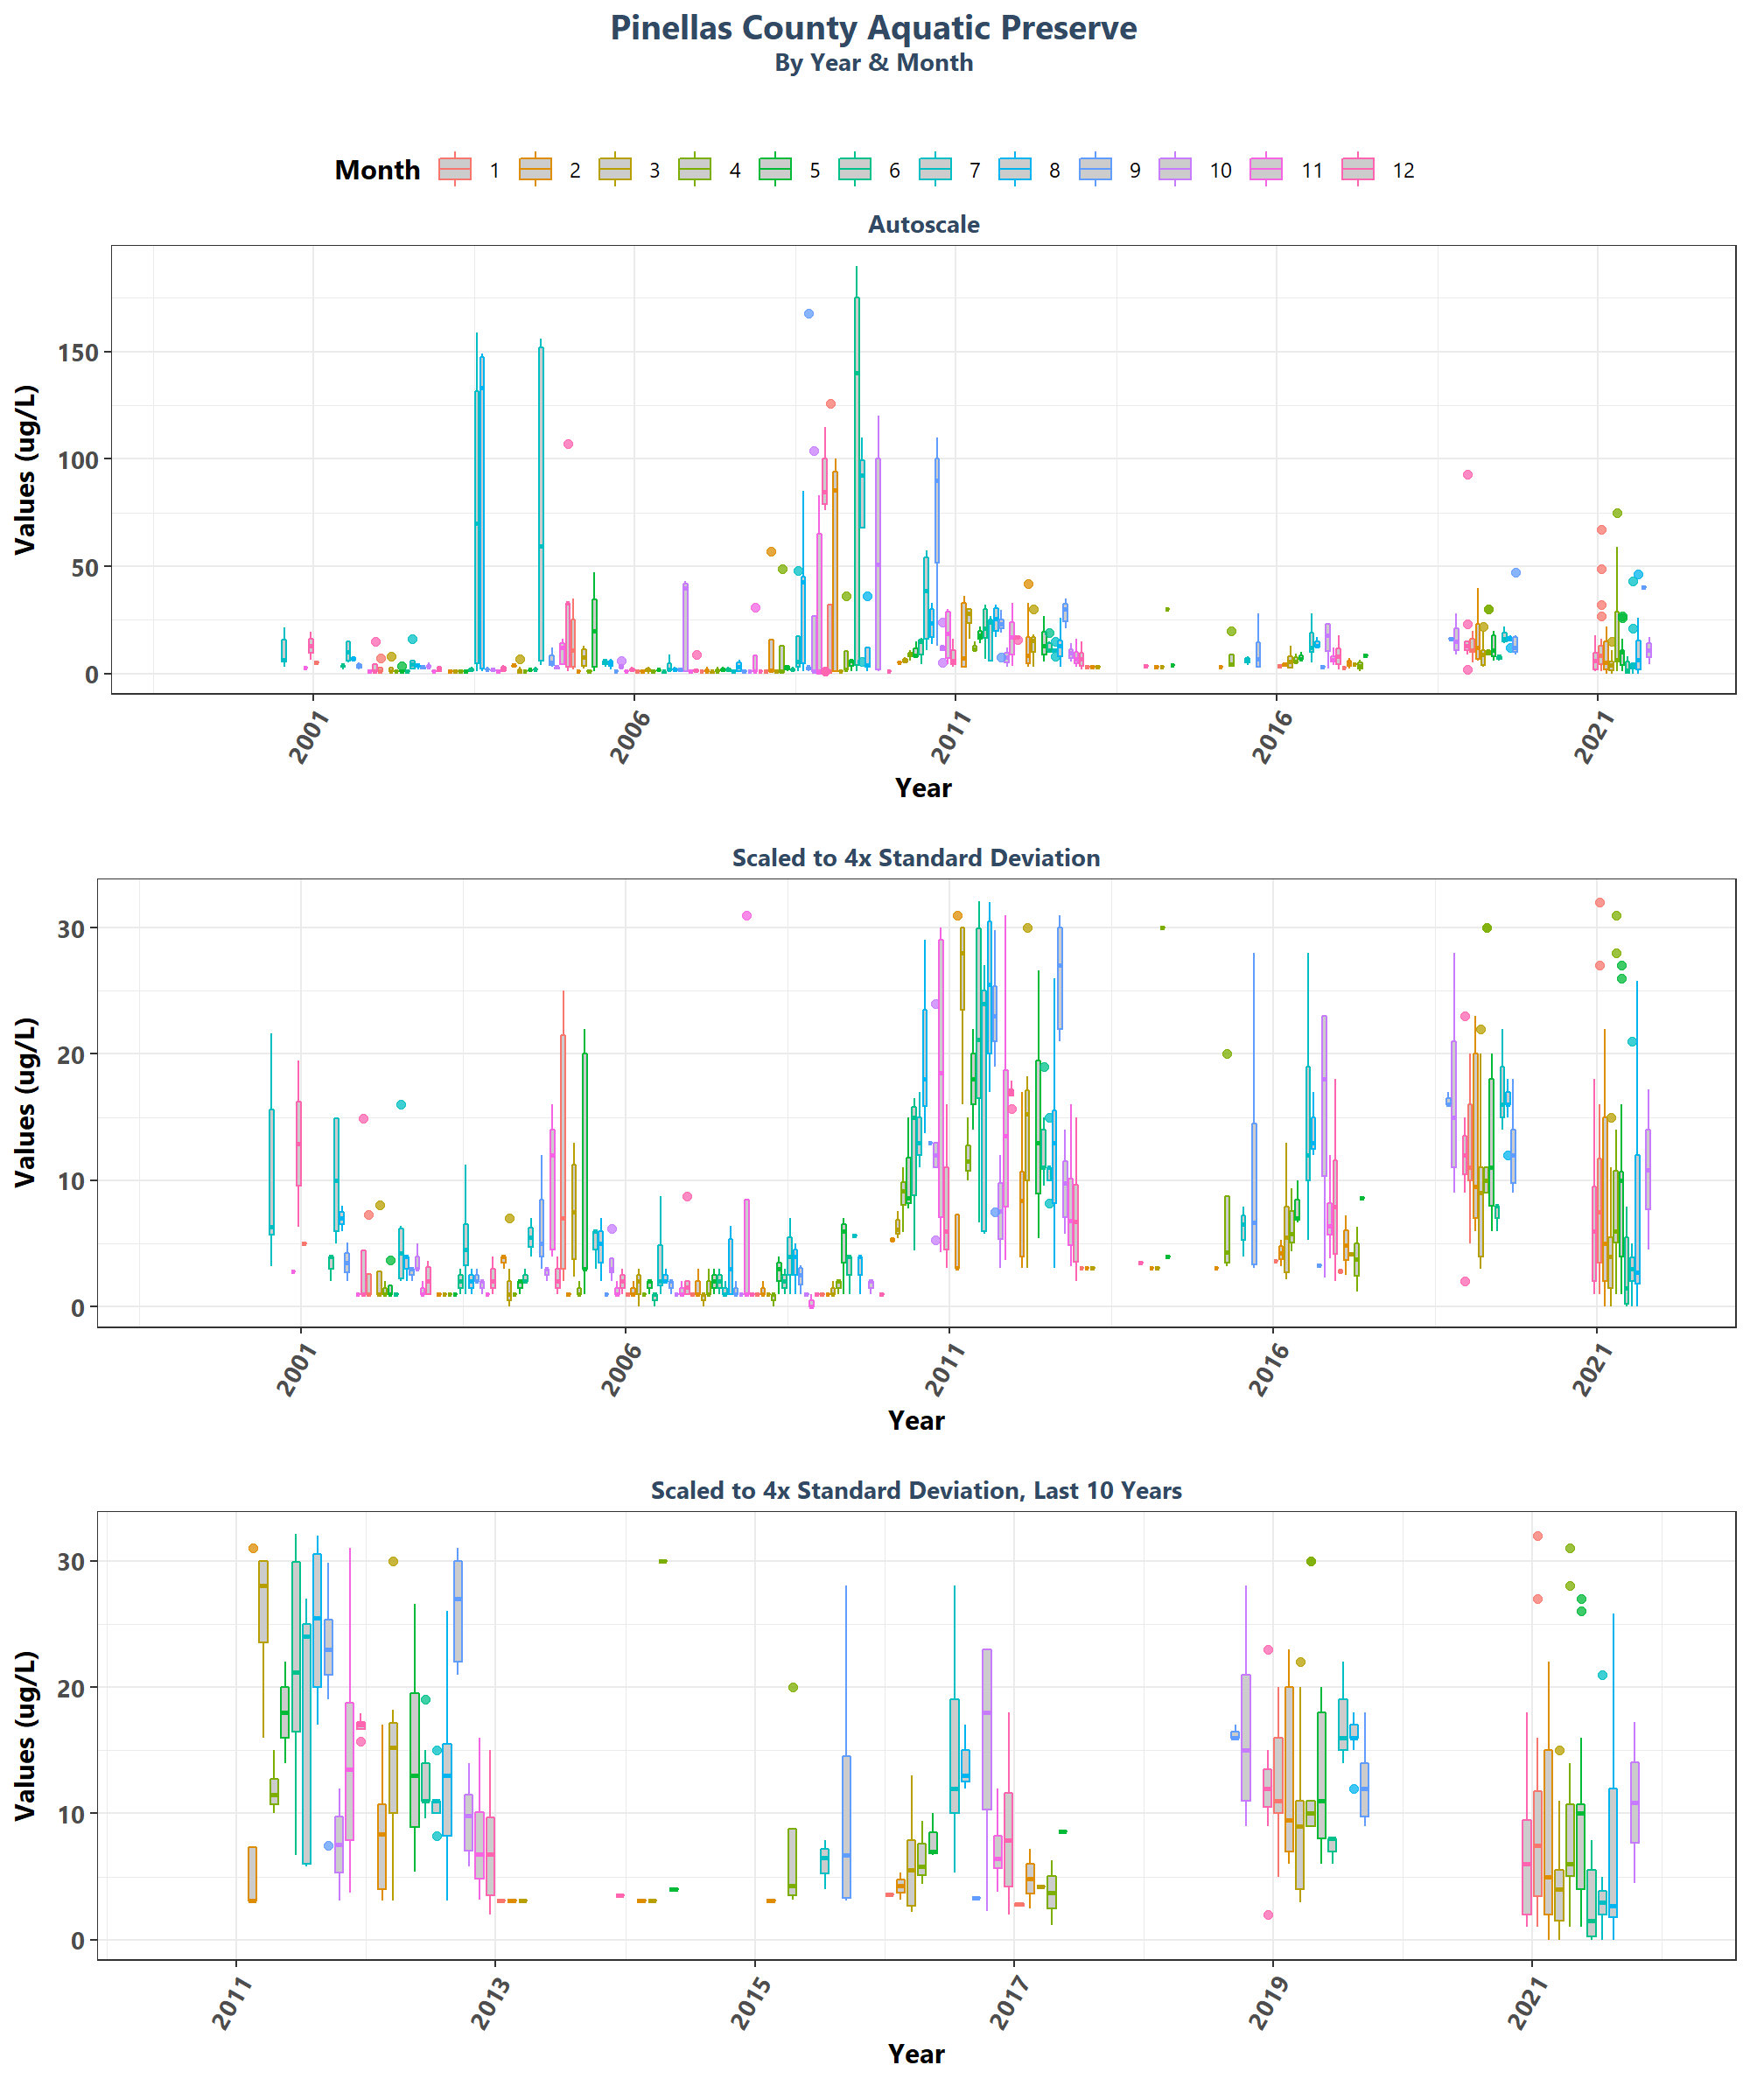 Pinellas County Aquatic Preserve
By Year & Month
Month 1 2 3 4 5 6 7 8 9 10 11 12
Autoscale
Values (ug/L)
150
100
50
0
2001 2006 2011 2016 2021
Year
Scaled to 4x Standard Deviation
Values (ug/L)
30
20
10
0
2001 2006 2011 2016 2021
Year
Scaled to 4x Standard Deviation, Last 10 Years
Values (ug/L)
30
20
10
0
2011 2013 2015 2017 2019 2021
Year